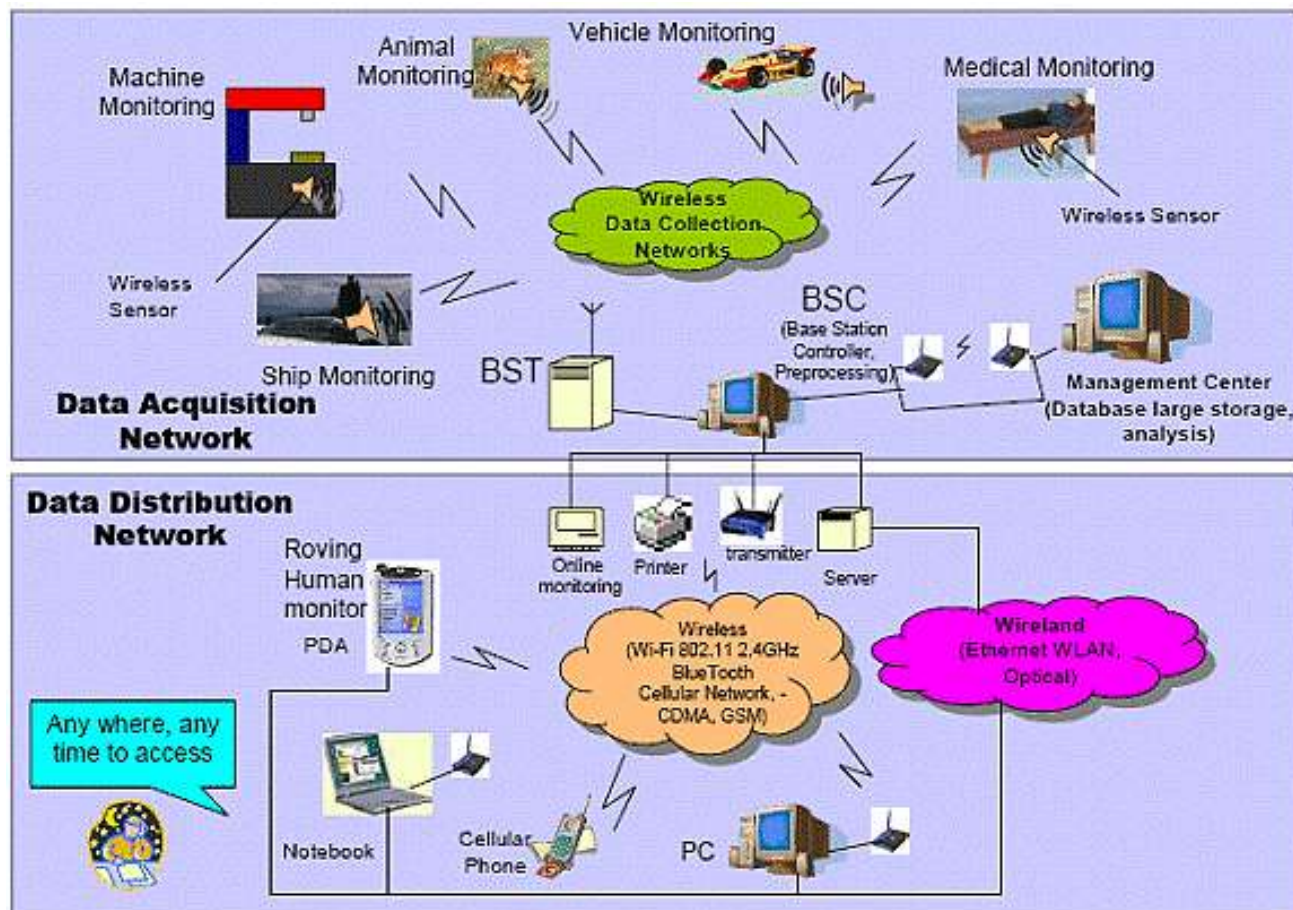 Machine
Monitoring
Animal
Monitoring
Vehicle Monitoring
Medical Monitoring
Wireless
Data Collection
Networks
Wireless Sensor
Wireless
Sensor
Ship Monitoring
BST
BSC
(Base Station
Controller,
Preprocessing)
Management Center
(Database large storage,
analysis)
Data Acquisition
Network
Data Distribution
Network
Roving
Human
monitor
PDA
Online
monitoring
Printer
transmitter
Server
Wireless
(Wi-Fi 802.11 2,4GHz
BlueTooth
Cellular Network, -
CDMA, GSM)
Wireland
(Ethernet WLAN,
Optical)
Any where, any
time to access
Notebook
Cellular
Phone
PC